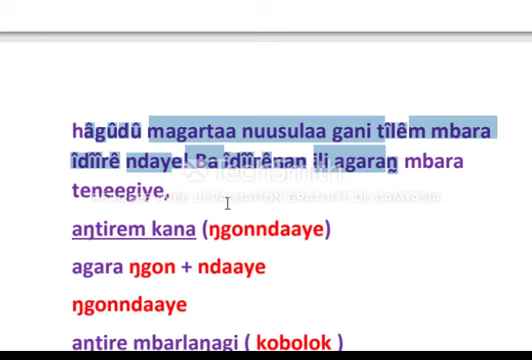 hâgûdû magartaa nuusulaa gani tîlêm mbara
îdîîrê ndaye! Ba îdîîrênan ili agaraŋ mbara
teneegiye,
TechSmith
aŋtirem kana (ŋgonndaaye)
agara ŋgon + ndaaye
ŋgonndaaye
aŋtire mbarlaŋagi ( kobolok )